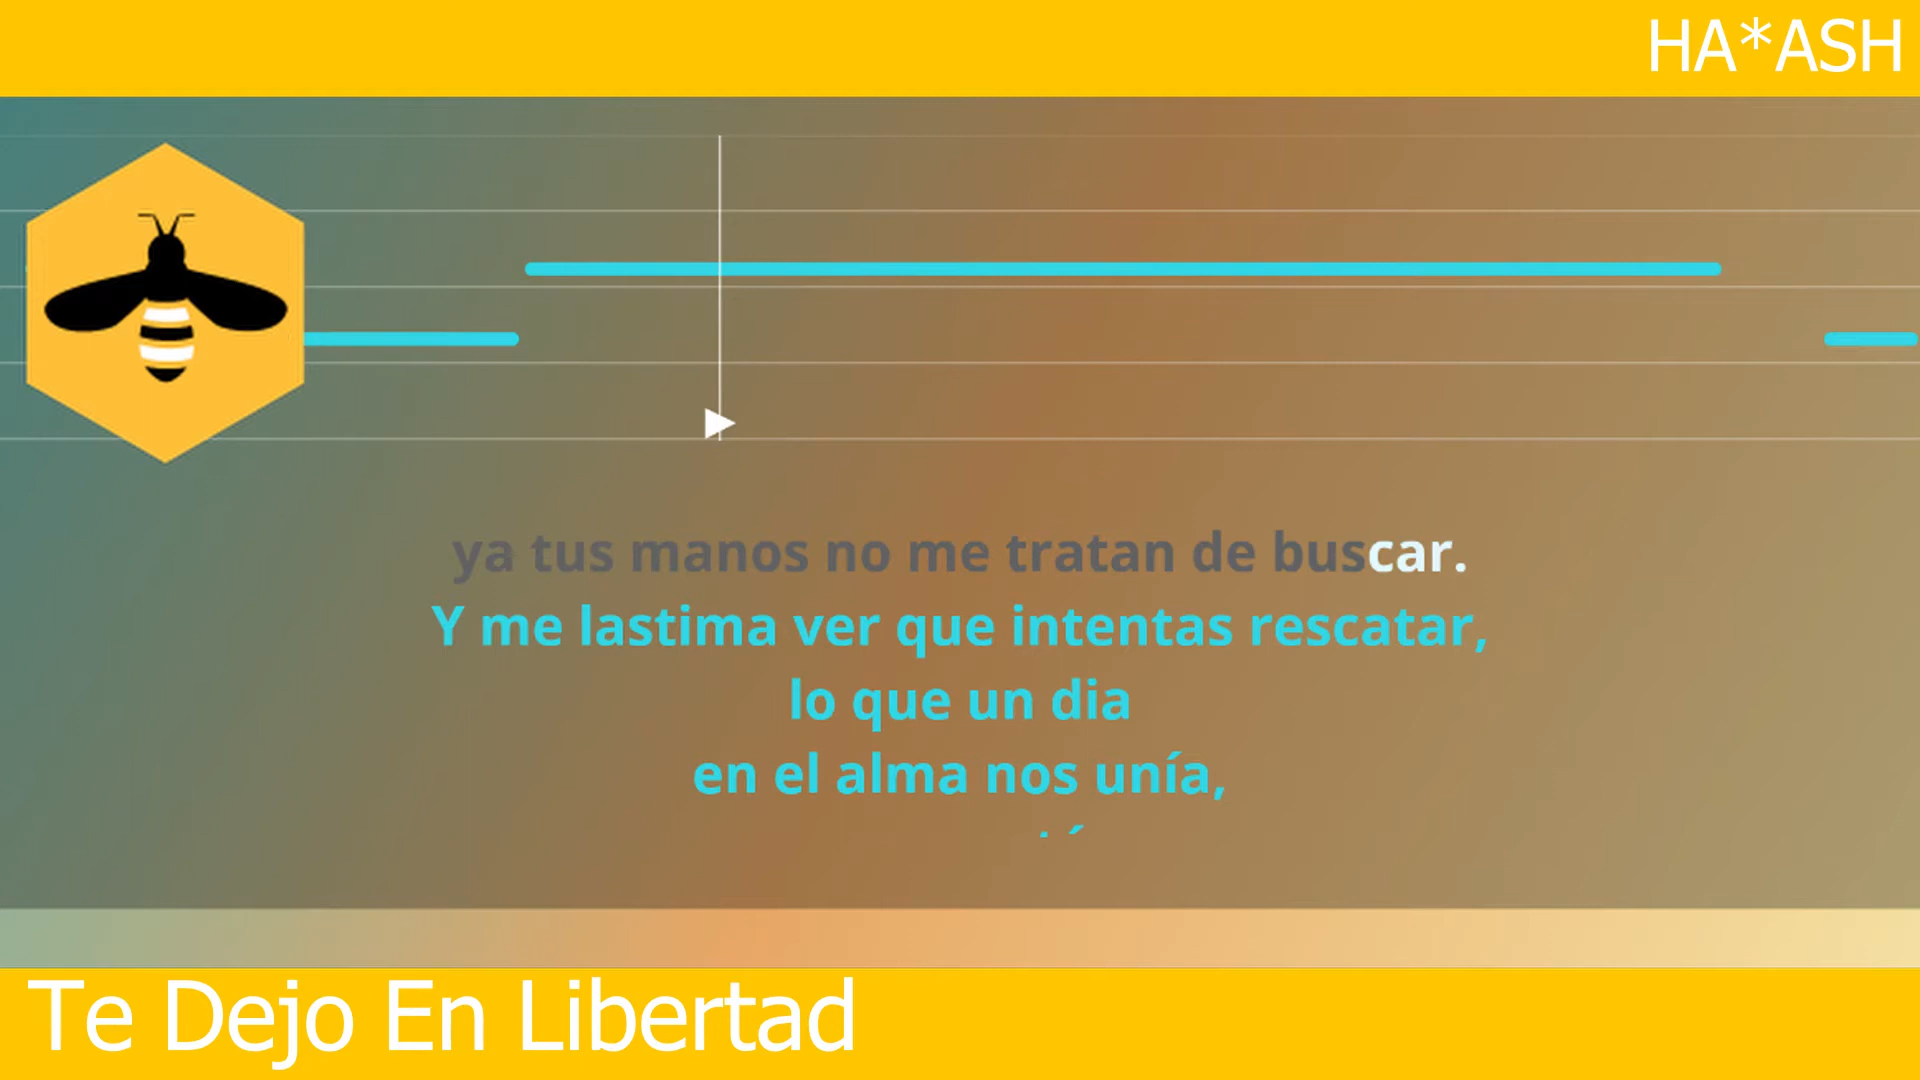 HA*ASH
ya tus manos no me tratan de buscar.
Y me lastima ver que intentas rescatar,
lo que un dia
en el alma nos unía,
Te Dejo En Libertad